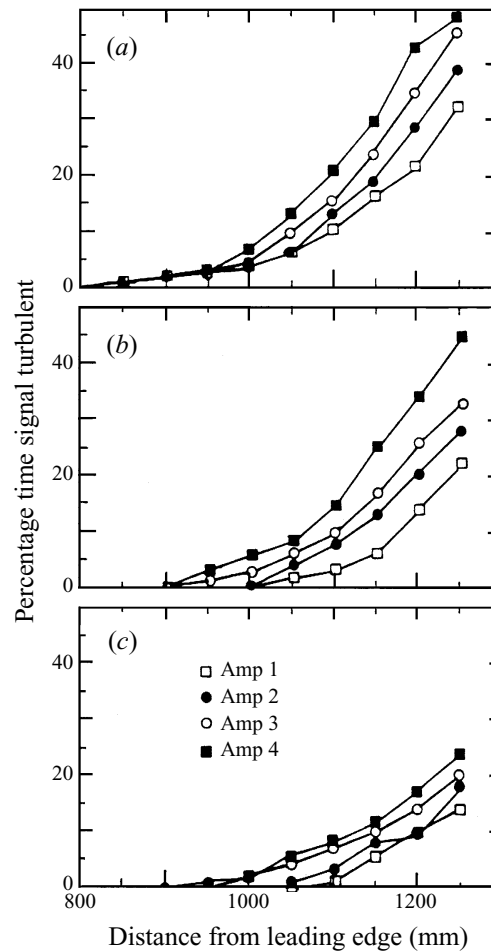 (a)
40
20
0
(b)
40
20
0
(c)
Amp 1
Amp 2
Amp 3
Amp 4
40
20
0
800
1000
1200
Percentage time signal turbulent
Distance from leading edge (mm)